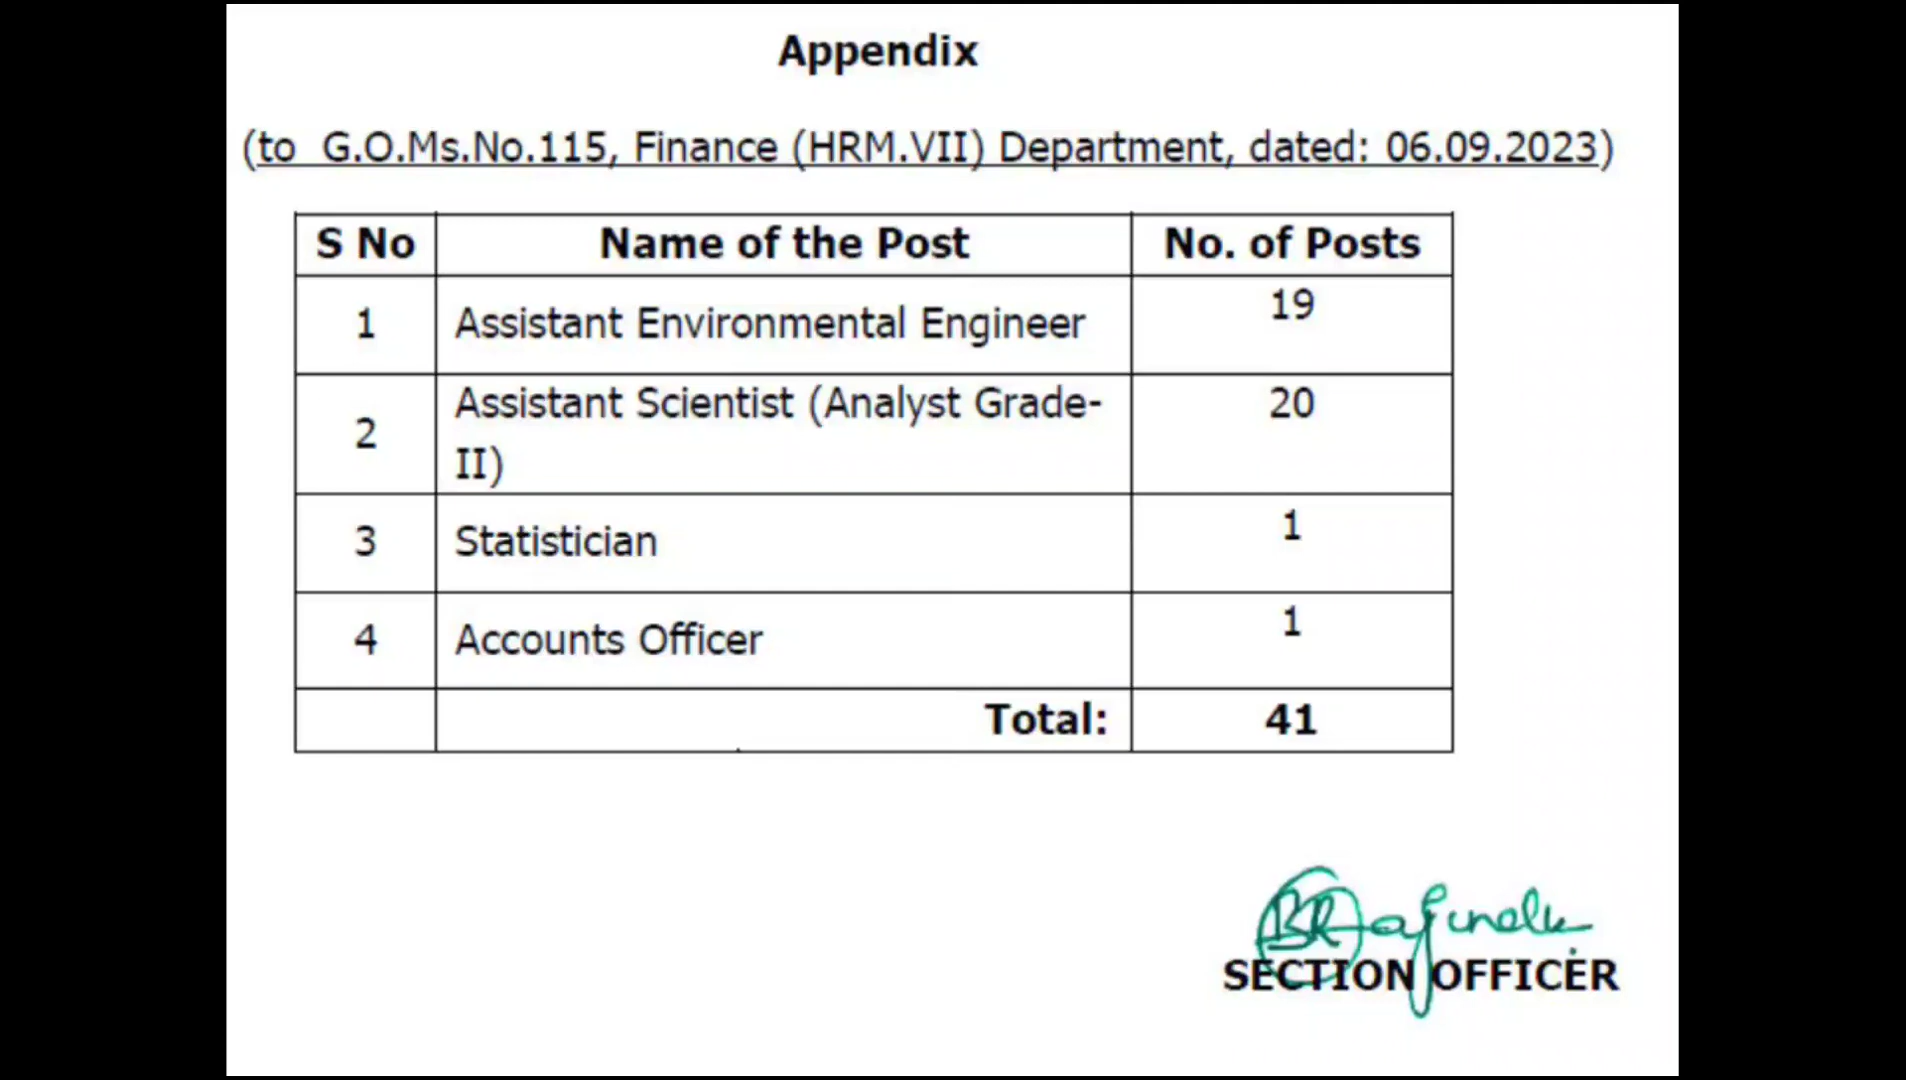 Appendix
(to G.O.Ms.No.115, Finance (HRM.VII) Department, dated: 06.09.2023)
S No Name of the Post No. of Posts
1 Assistant Environmental Engineer 19
2 Assistant Scientist (Analyst Grade- 20
II)
3 Statistician 1
4 Accounts Officer 1
Total: 41
SECTION OFFICER